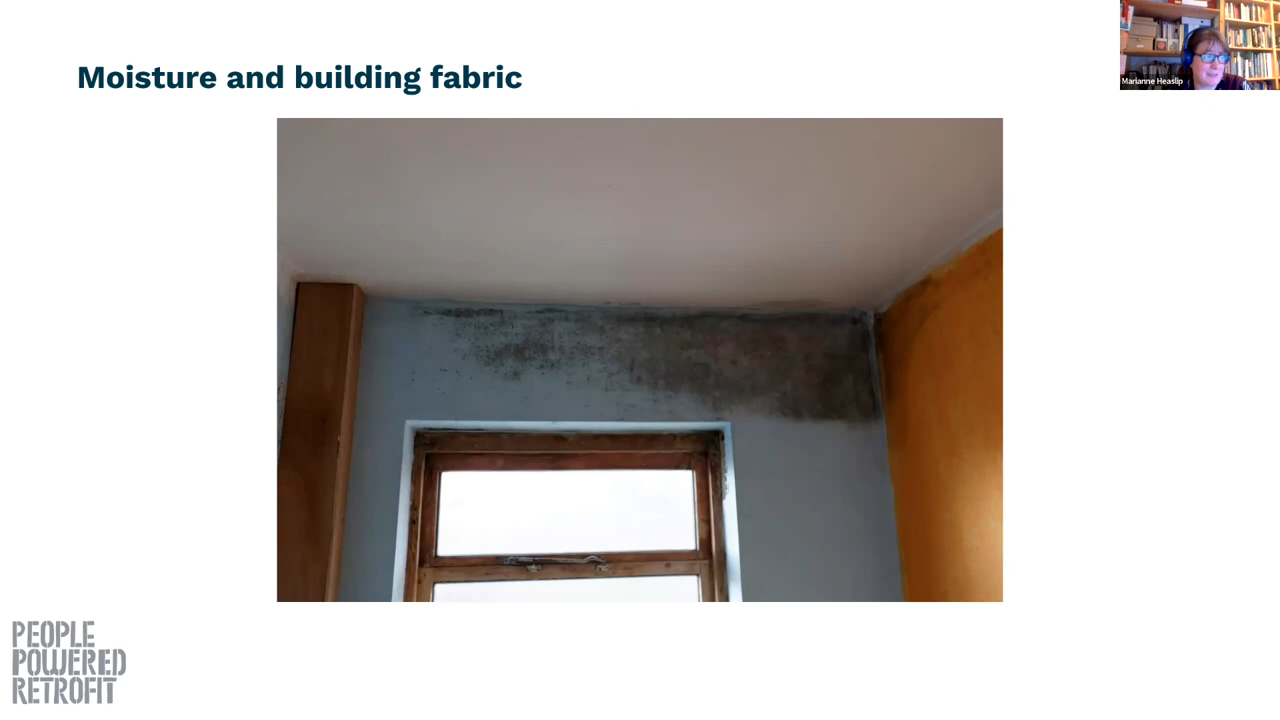 Moisture and building fabric
Marianne Heaslip
PEOPLE
POWERED
RETROFIT